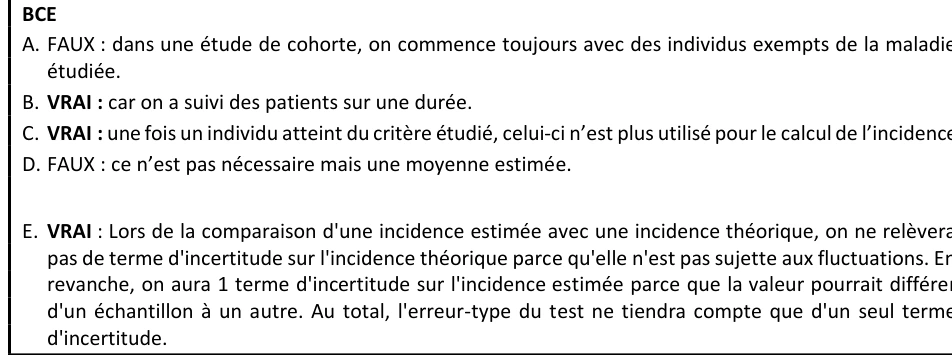 BCE
A. FAUX : dans une étude de cohorte, on commence toujours avec des individus exempts de la maladie
étudiée.
B. VRAI : car on a suivi des patients sur une durée.
C. VRAI : une fois un individu atteint du critère étudié, celui-ci n’est plus utilisé pour le calcul de l’incidence
D. FAUX : ce n’est pas nécessaire mais une moyenne estimée.
E. VRAI : Lors de la comparaison d'une incidence estimée avec une incidence théorique, on ne relèvera
pas de terme d'incertitude sur l'incidence théorique parce qu'elle n'est pas sujette aux fluctuations. En
revanche, on aura 1 terme d'incertitude sur l'incidence estimée parce que la valeur pourrait différer
d'un échantillon à un autre. Au total, l'erreur-type du test ne tiendra compte que d'un seul terme
d'incertitude.